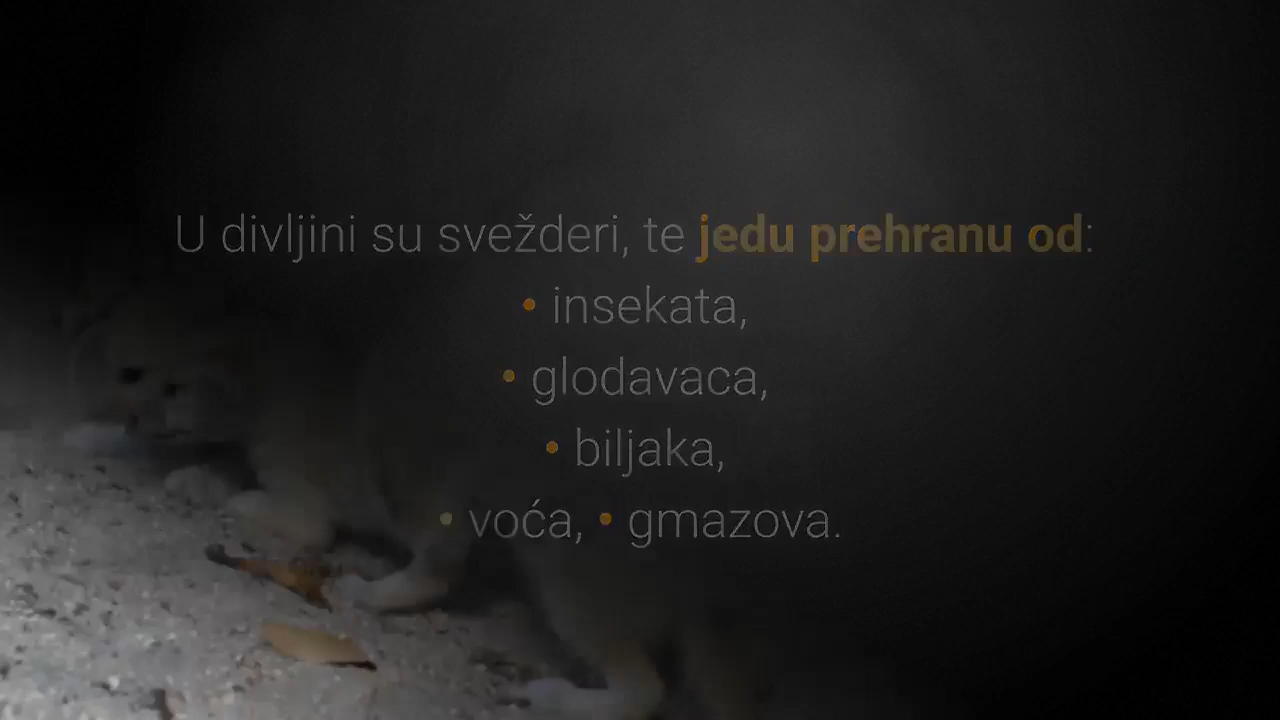 U divljini su svežderi, te jedu prehranu od:
• insekata,
• glodavaca,
• biljaka,
• voća, • gmazova.